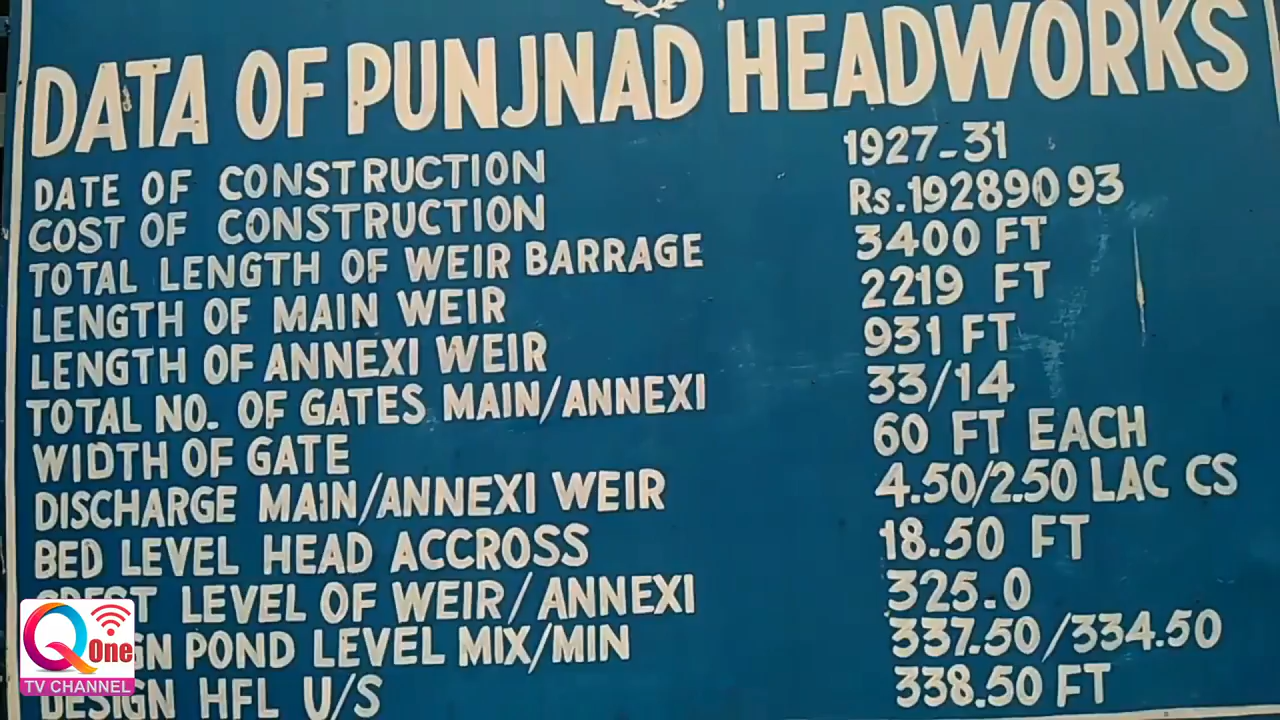 DATA OF PUNJNAD HEADWORKS
DATE OF CONSTRUCTION 1927-31
COST OF CONSTRUCTION Rs.19289093
TOTAL LENGTH OF WEIR BARRAGE 3400 FT
LENGTH OF MAIN WEIR 2219 FT
LENGTH OF ANNEXI WEIR 931 FT
TOTAL NO. OF GATES MAIN/ANNEXI 33/14
WIDTH OF GATE 60 FT EACH
DISCHARGE MAIN/ANNEXI WEIR 4.50/2.50 LAC CS
BED LEVEL HEAD ACCROSS 18.50 FT
LEVEL OF WEIR/ANNEXI 325.0
POND LEVEL MIX/MIN 337.50/334.50
DESIGN HFL U/S 338.50 FT
Q One
TV CHANNEL